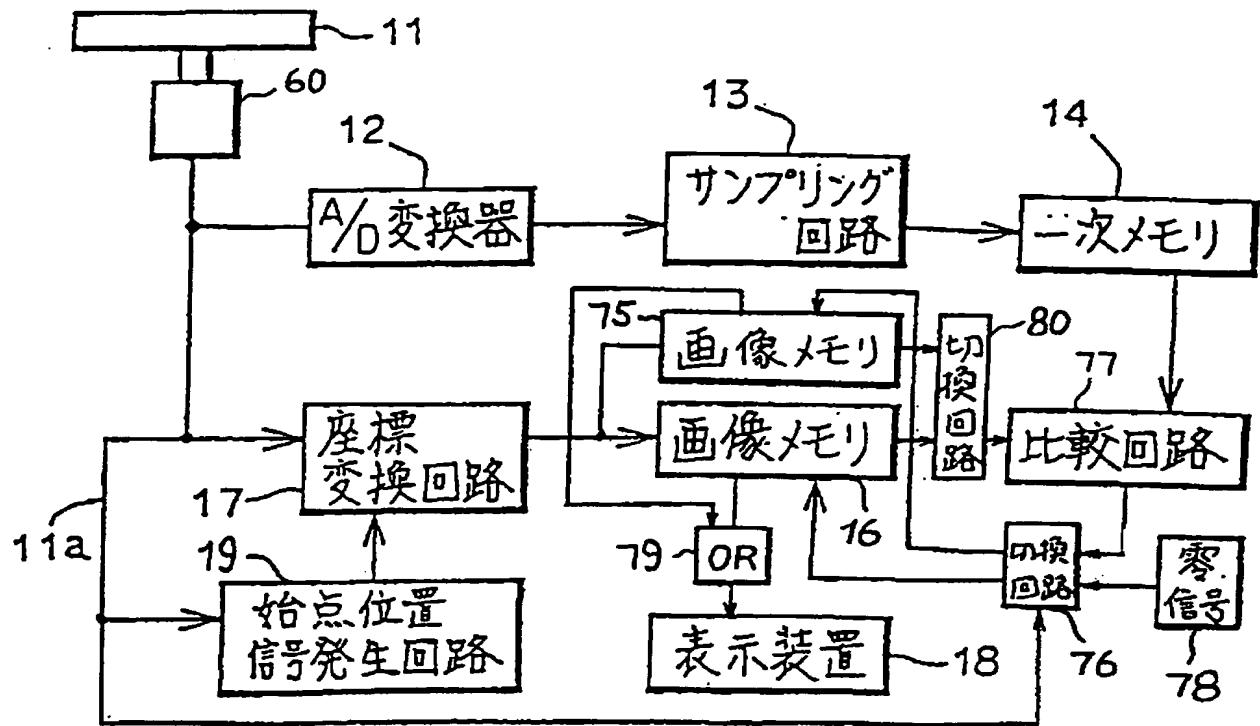 11
60
12
13
14
A/D変換器
サンプリング
回路
一次メモリ
75
画像メモリ
80
切
換
回
路
77
座標
変換回路
画像メモリ
比較回路
17
11a
16
19
79
OR
切換
回路
零
信号
始点位置
信号発生回路
表示装置
18
76
78